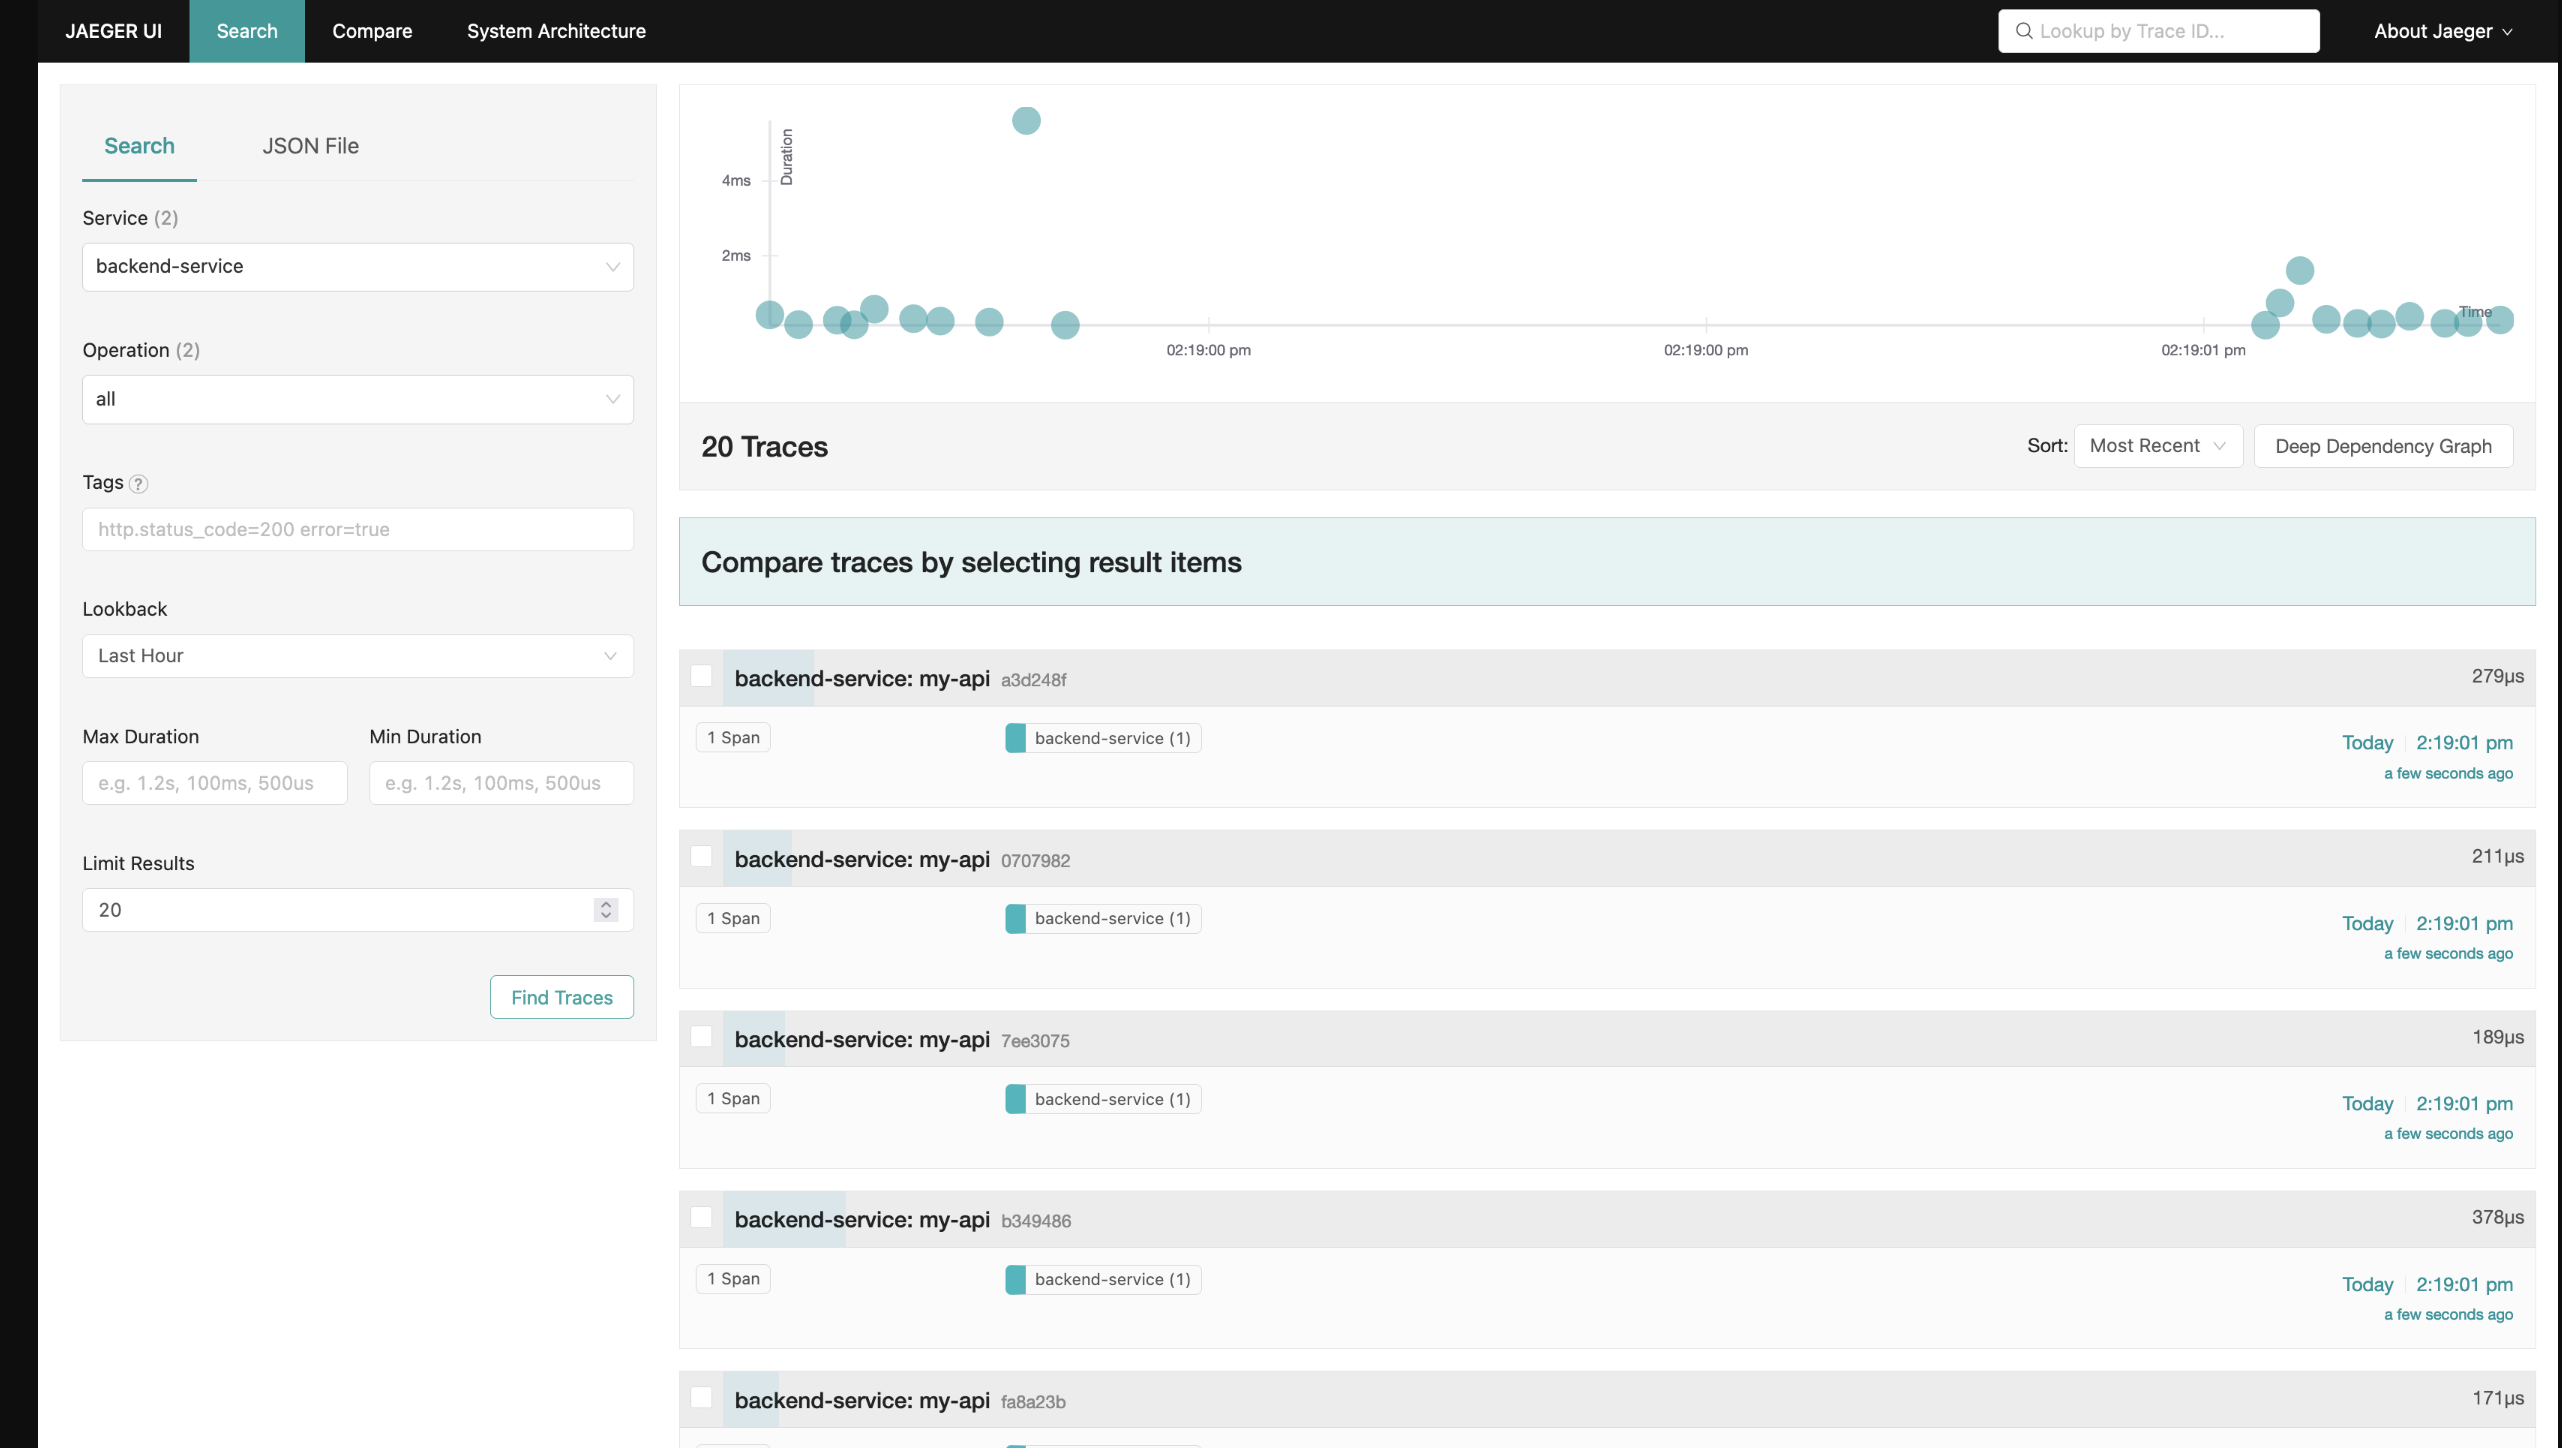 JAEGER UI
Search
Compare
System Architecture
Lookup by Trace ID...
About Jaeger
Search
JSON File
Service (2)
backend-service
Operation (2)
all
Tags ?
http.status_code=200 error=true
Lookback
Last Hour
Max Duration
Min Duration
e.g. 1.2s, 100ms, 500us
e.g. 1.2s, 100ms, 500us
Limit Results
20
Find Traces
Duration
4ms
2ms
Time
02:19:00 pm
02:19:00 pm
02:19:01 pm
20 Traces
Sort:
Most Recent
Deep Dependency Graph
Compare traces by selecting result items
backend-service: my-api a3d248f
279μs
1 Span
backend-service (1)
Today 2:19:01 pm
a few seconds ago
backend-service: my-api 0707982
211μs
1 Span
backend-service (1)
Today 2:19:01 pm
a few seconds ago
backend-service: my-api 7ee3075
189μs
1 Span
backend-service (1)
Today 2:19:01 pm
a few seconds ago
backend-service: my-api b349486
378μs
1 Span
backend-service (1)
Today 2:19:01 pm
a few seconds ago
backend-service: my-api fa8a23b
171μs